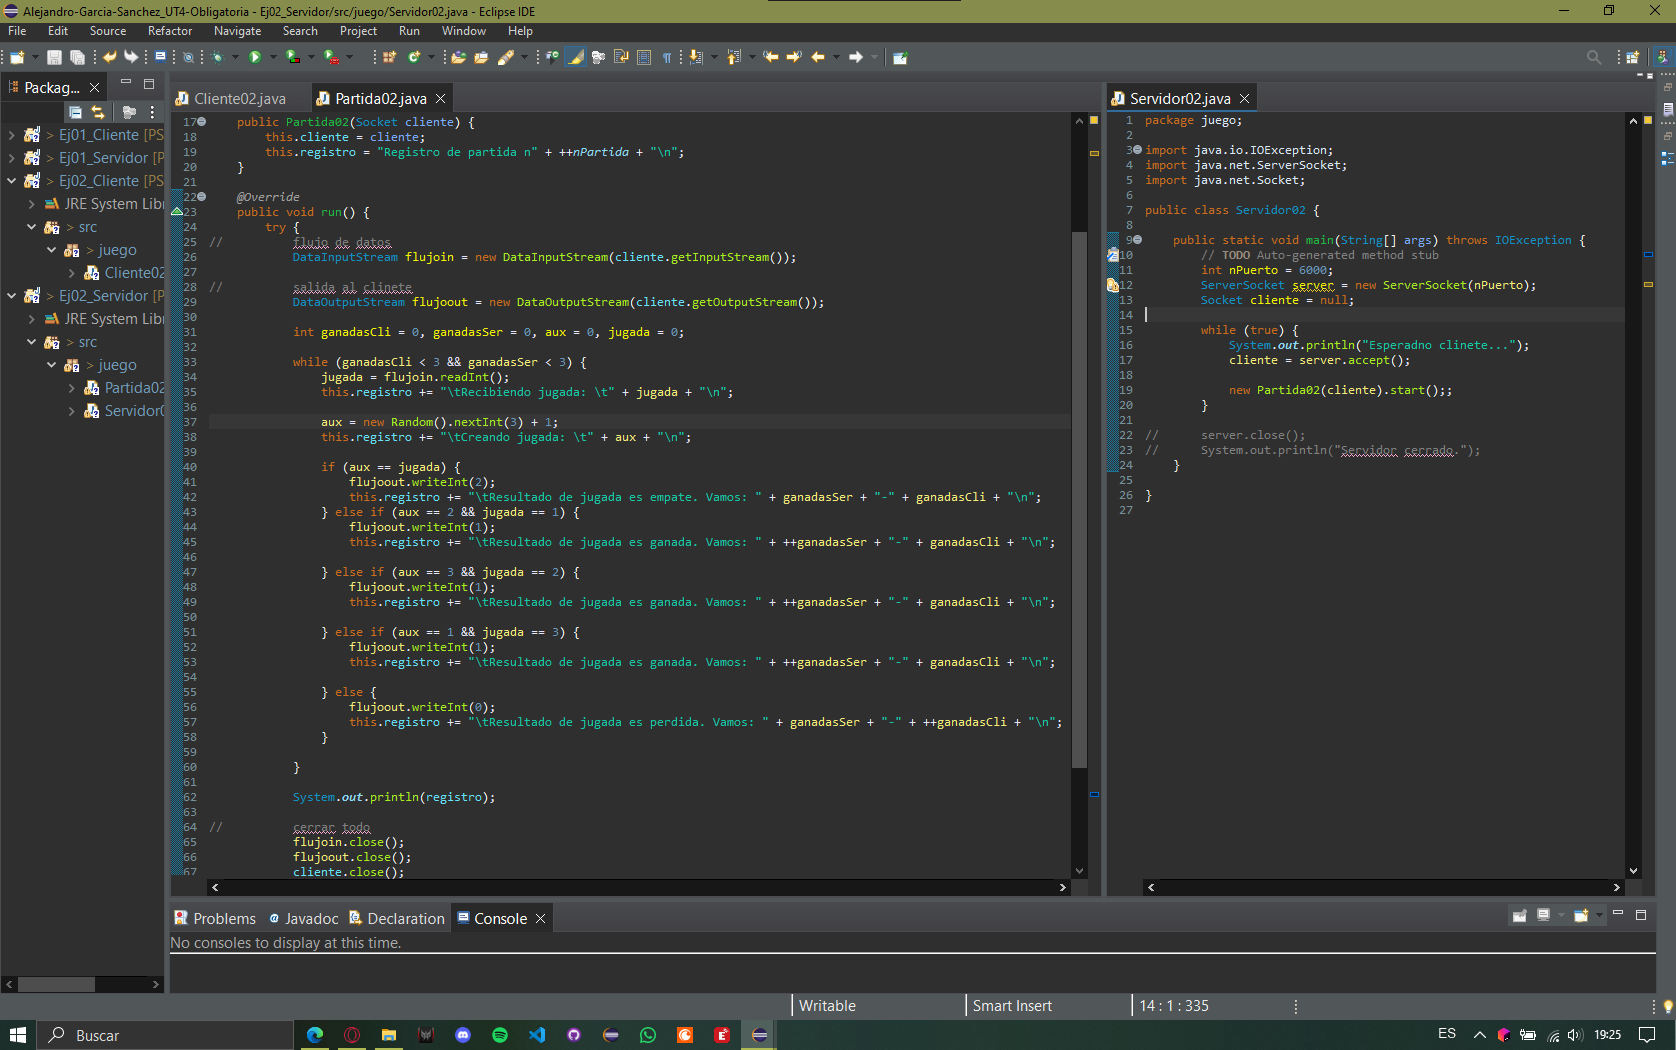 Alejandro-Garcia-Sanchez_UT4-Obligatoria - Ej02_Servidor/src/juego/Servidor02.java - Eclipse IDE
File Edit Source Refactor Navigate Search Project Run Window Help
Packag...
> Ej01_Cliente [PS
> Ej01_Servidor [P
> Ej02_Cliente [PS
JRE System Libr
> src
> juego
Cliente02
> Ej02_Servidor [P
JRE System Libr
> src
> juego
Partida02
Servidor0
Cliente02.java
Partida02.java
17 public Partida02(Socket cliente) {
18 this.cliente = cliente;
19 this.registro = "Registro de partida n" + ++nPartida + "\n";
20 }
21
22 @Override
23 public void run() {
24 try {
25 // flujo de datos
26 DataInputStream flujoin = new DataInputStream(cliente.getInputStream());
27
28 // salida al clinete
29 DataOutputStream flujoout = new DataOutputStream(cliente.getOutputStream());
30
31 int ganadasCli = 0, ganadasSer = 0, aux = 0, jugada = 0;
32
33 while (ganadasCli < 3 && ganadasSer < 3) {
34 jugada = flujoin.readInt();
35 this.registro += "\tRecibiendo jugada: \t" + jugada + "\n";
36
37 aux = new Random().nextInt(3) + 1;
38 this.registro += "\tCreando jugada: \t" + aux + "\n";
39
40 if (aux == jugada) {
41 flujoout.writeInt(2);
42 this.registro += "\tResultado de jugada es empate. Vamos: " + ganadasSer + "-" + ganadasCli + "\n";
43 } else if (aux == 2 && jugada == 1) {
44 flujoout.writeInt(1);
45 this.registro += "\tResultado de jugada es ganada. Vamos: " + ++ganadasSer + "-" + ganadasCli + "\n";
46
47 } else if (aux == 3 && jugada == 2) {
48 flujoout.writeInt(1);
49 this.registro += "\tResultado de jugada es ganada. Vamos: " + ++ganadasSer + "-" + ganadasCli + "\n";
50
51 } else if (aux == 1 && jugada == 3) {
52 flujoout.writeInt(1);
53 this.registro += "\tResultado de jugada es ganada. Vamos: " + ++ganadasSer + "-" + ganadasCli + "\n";
54
55 } else {
56 flujoout.writeInt(0);
57 this.registro += "\tResultado de jugada es perdida. Vamos: " + ganadasSer + "-" + ++ganadasCli + "\n";
58 }
59
60 }
61
62 System.out.println(registro);
63
64 // cerrar todo
65 flujoin.close();
66 flujoout.close();
67 cliente.close();
Servidor02.java
1 package juego;
2
3 import java.io.IOException;
4 import java.net.ServerSocket;
5 import java.net.Socket;
6
7 public class Servidor02 {
8
9 public static void main(String[] args) throws IOException {
10 // TODO Auto-generated method stub
11 int nPuerto = 6000;
12 ServerSocket server = new ServerSocket(nPuerto);
13 Socket cliente = null;
14
15 while (true) {
16 System.out.println("Esperadno clinete...");
17 cliente = server.accept();
18
19 new Partida02(cliente).start();;
20 }
21
22 // server.close();
23 // System.out.println("Servidor cerrado.");
24 }
25
26 }
27
Problems @ Javadoc Declaration Console
No consoles to display at this time.
Writable Smart Insert 14 : 1 : 335
Buscar ES 19:25